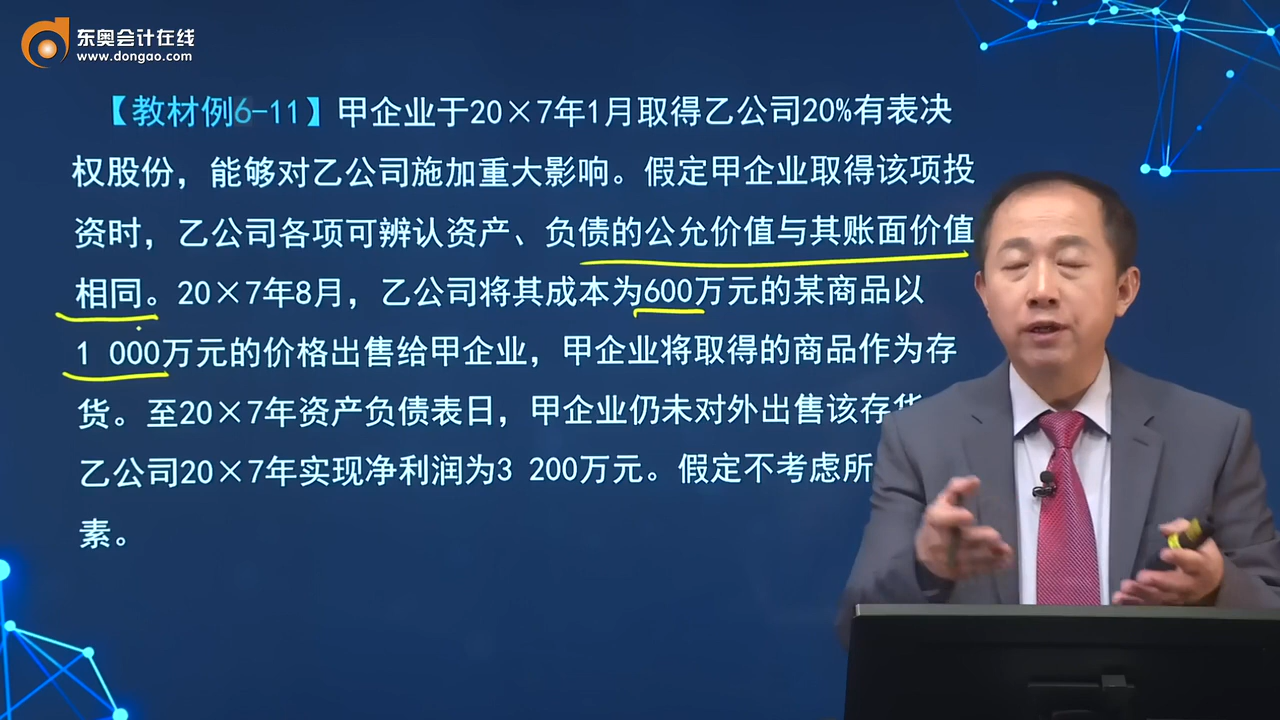 东奥会计在线
www.dongao.com
【教材例6-11】甲企业于20×7年1月取得乙公司20%有表决
权股份，能够对乙公司施加重大影响。假定甲企业取得该项投
资时，乙公司各项可辨认资产、负债的公允价值与其账面价值
相同。20×7年8月，乙公司将其成本为600万元的某商品以
1 000万元的价格出售给甲企业，甲企业将取得的商品作为存
货。至20×7年资产负债表日，甲企业仍未对外出售该存货
乙公司20×7年实现净利润为3 200万元。假定不考虑所
素。